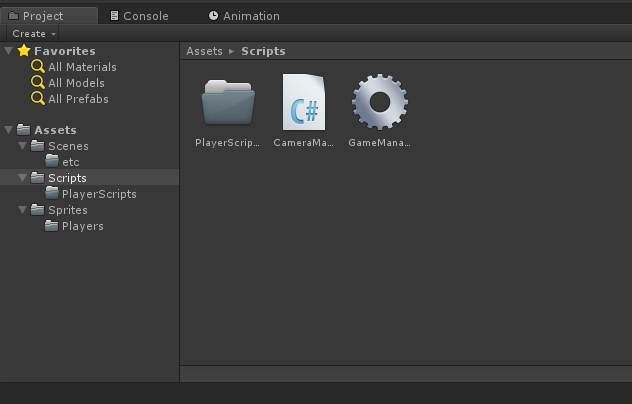 Project Console Animation
Create
Favorites
All Materials
All Models
All Prefabs
Assets
Scenes
etc
Scripts
PlayerScripts
Sprites
Players
Assets ▸ Scripts
C#
PlayerScrip... CameraMa... GameMana...